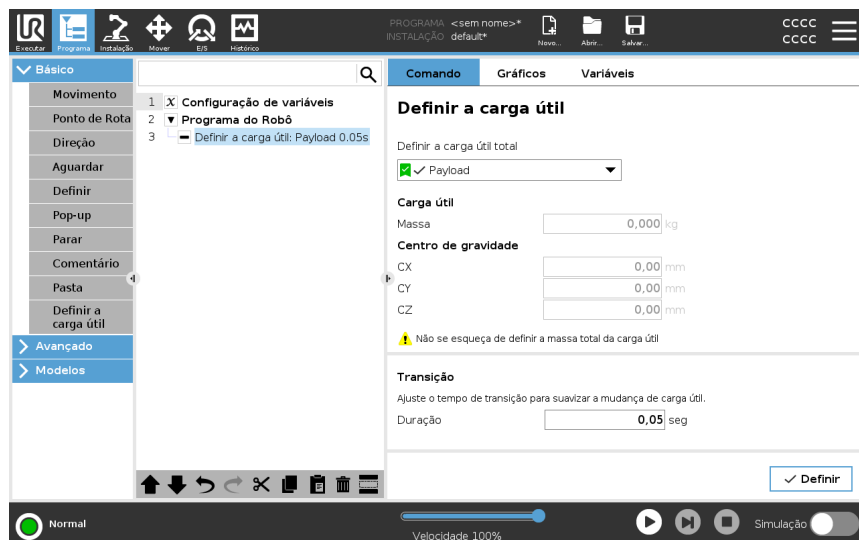 PROGRAMA <sem nome>*
INSTALAÇÃO default*
UR
Executar Programa Instalação Mover E/S Histórico
Novo... Abrir... Salvar...
CCCC
CCCC
Básico
Movimento
Ponto de Rota
Direção
Aguardar
Definir
Pop-up
Parar
Comentário
Pasta
Definir a
carga útil
Avançado
Modelos
1 X Configuração de variáveis
2 Programa do Robô
3 Definir a carga útil: Payload 0.05s
Comando Gráficos Variáveis
Definir a carga útil
Definir a carga útil total
Payload
Carga útil
Massa 0,000 kg
Centro de gravidade
CX 0,00 mm
CY 0,00 mm
CZ 0,00 mm
Não se esqueça de definir a massa total da carga útil
Transição
Ajuste o tempo de transição para suavizar a mudança de carga útil.
Duração 0,05 seg
Definir
Normal
Velocidade 100%
Simulação